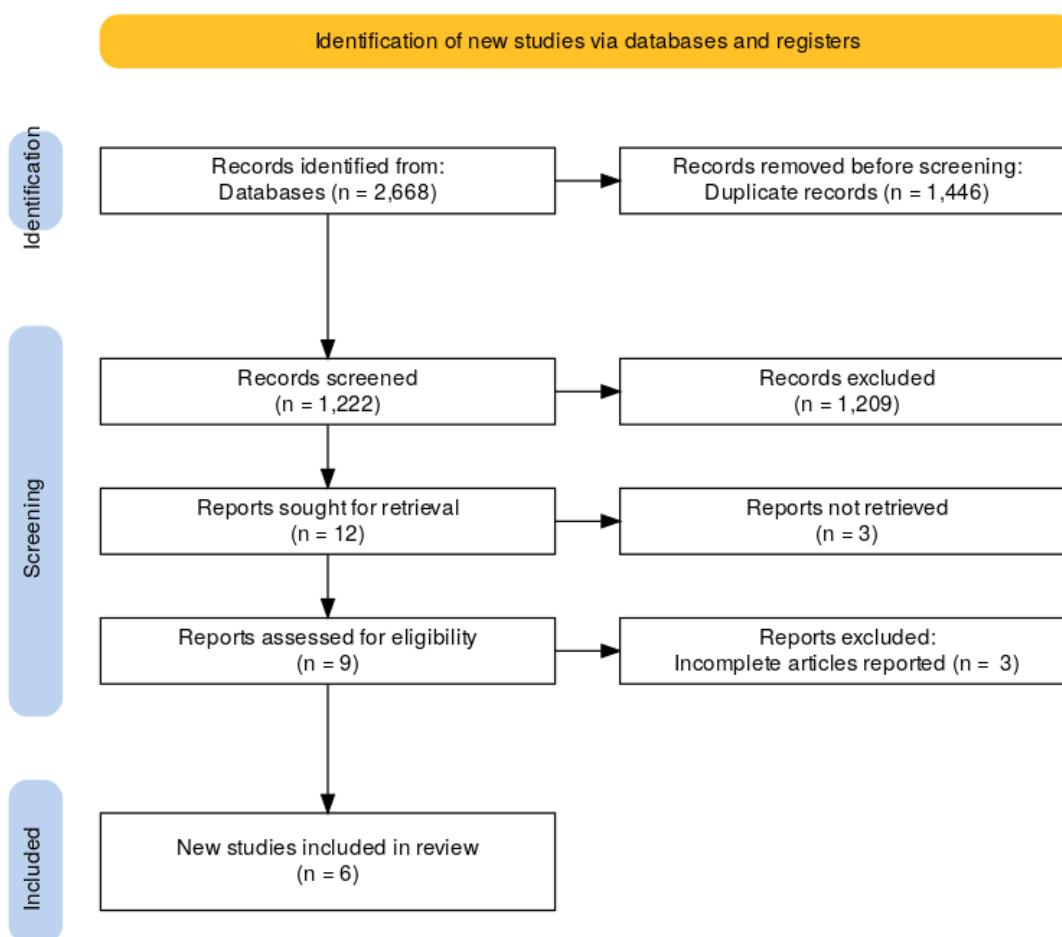 Identification of new studies via databases and registers
Identification
Records identified from:
Databases (n = 2,668)
Records removed before screening:
Duplicate records (n = 1,446)
Screening
Records screened
(n = 1,222)
Records excluded
(n = 1,209)
Reports sought for retrieval
(n = 12)
Reports not retrieved
(n = 3)
Reports assessed for eligibility
(n = 9)
Reports excluded:
Incomplete articles reported (n = 3)
Included
New studies included in review
(n = 6)